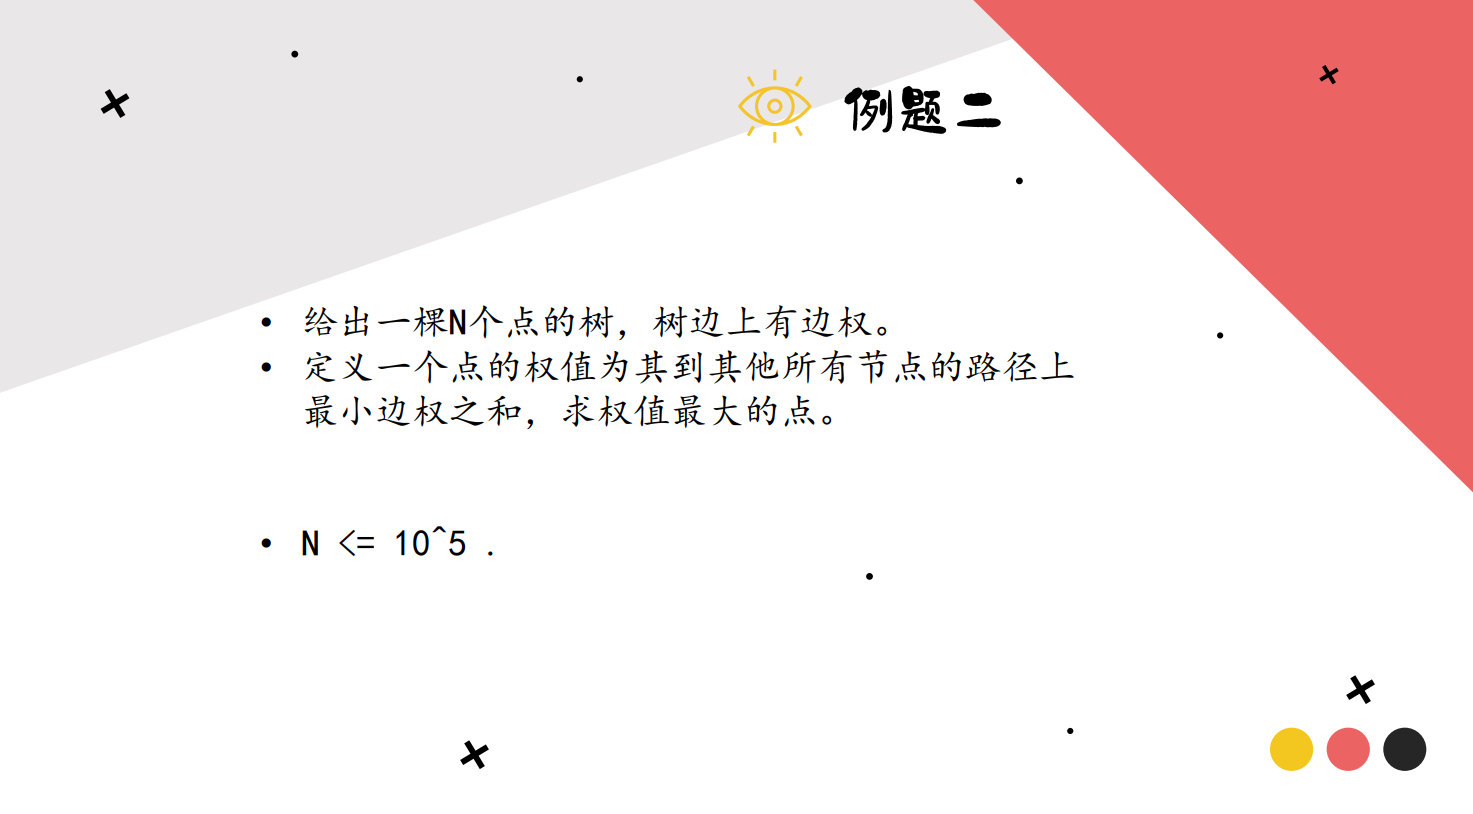 例题二
• 给出一棵N个点的树，树边上有边权。
• 定义一个点的权值为其到其他所有节点的路径上
最小边权之和，求权值最大的点。
• N <= 10^5 .